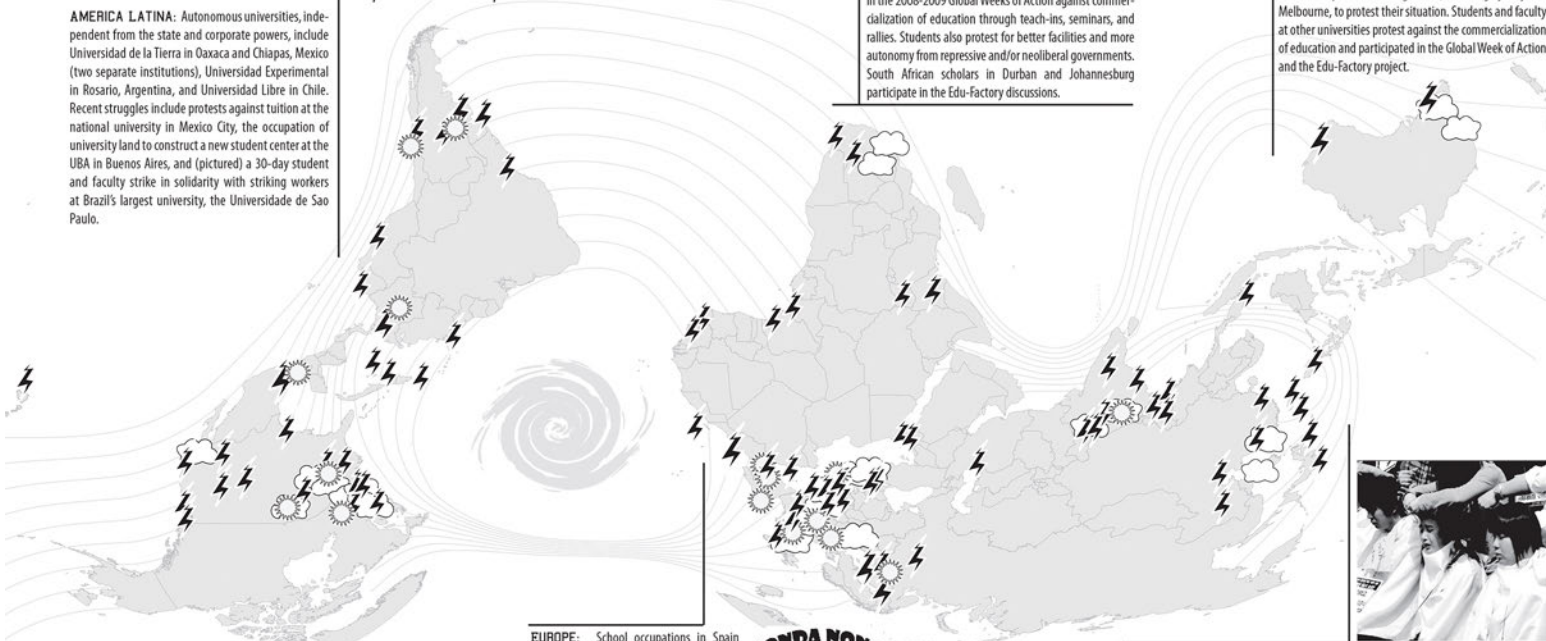 AMERICA LATINA: Autonomous universities, inde-
pendent from the state and corporate powers, include
Universidad de la Tierra in Oaxaca and Chiapas, Mexico
(two separate institutions), Universidad Experimental
in Rosario, Argentina, and Universidad Libre in Chile.
Recent struggles include protests against tuition at the
national university in Mexico City, the occupation of
university land to construct a new student center at the
UBA in Buenos Aires, and (pictured) a 30-day student
and faculty strike in solidarity with striking workers
at Brazil's largest university, the Universidade de Sao
Paulo.
in the 2008-2009 Global Weeks of Action against commer-
cialization of education through teach-ins, seminars, and
rallies. Students also protest for better facilities and more
autonomy from repressive and/or neoliberal governments.
South African scholars in Durban and Johannesburg
participate in the Edu-Factory discussions.
Melbourne, to protest their situation. Students and faculty
at other universities protest against the commercialization
of education and participated in the Global Week of Action
and the Edu-Factory project.
EUROPE: School occupations in Spain